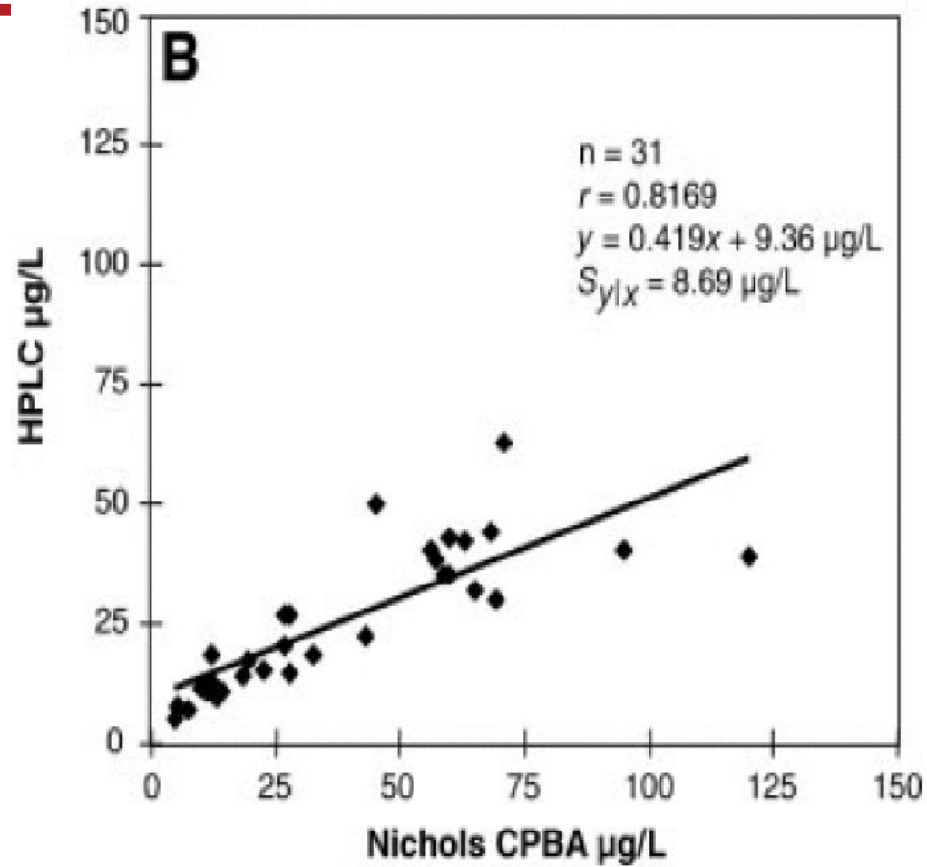 B
n = 31
r = 0.8169
y = 0.419x + 9.36 µg/L
Sy|x = 8.69 µg/L
HPLC µg/L
150
125
100
75
50
25
0
0 25 50 75 100 125 150
Nichols CPBA µg/L